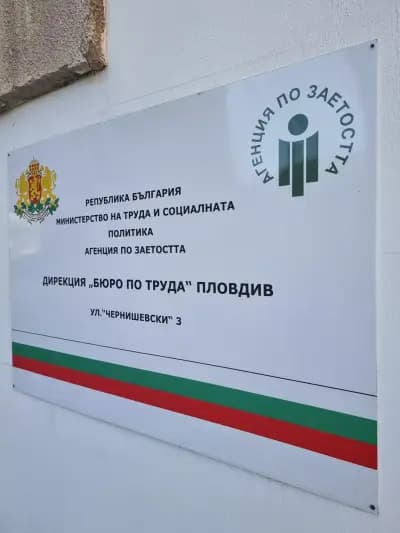 АГЕНЦИЯ ПО ЗАЕТОСТТА
РЕПУБЛИКА БЪЛГАРИЯ
МИНИСТЕРСТВО НА ТРУДА И СОЦИАЛНАТА
ПОЛИТИКА
АГЕНЦИЯ ПО ЗАЕТОСТТА
ДИРЕКЦИЯ „БЮРО ПО ТРУДА“ ПЛОВДИВ
УЛ."ЧЕРНИШЕВСКИ" 3